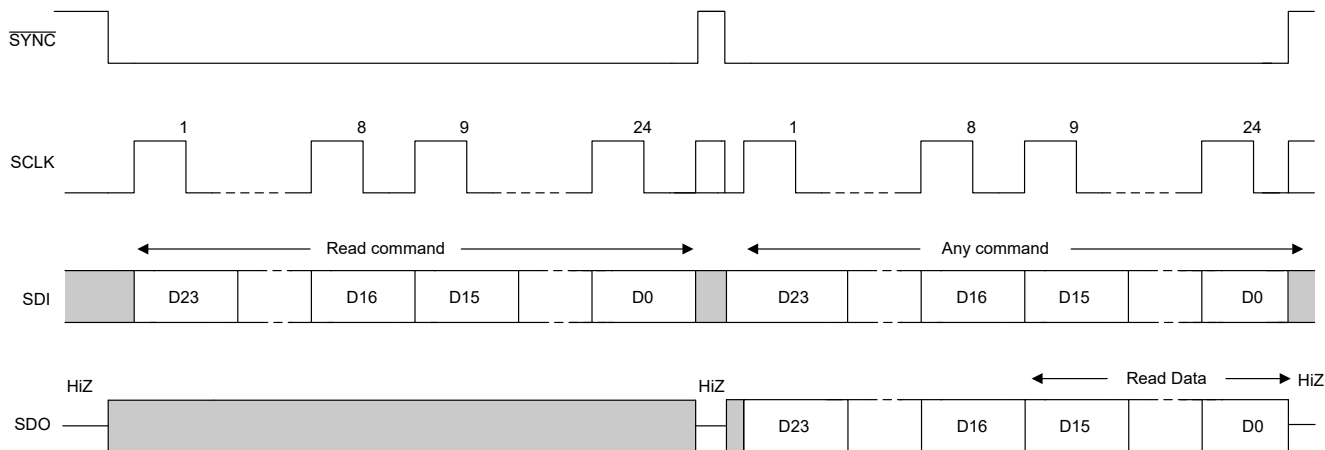 SYNC
1 8 9 24 1 8 9 24
SCLK
Read command Any command
SDI D23 D16 D15 D0 D23 D16 D15 D0
HiZ HiZ Read Data HiZ
SDO D23 D16 D15 D0